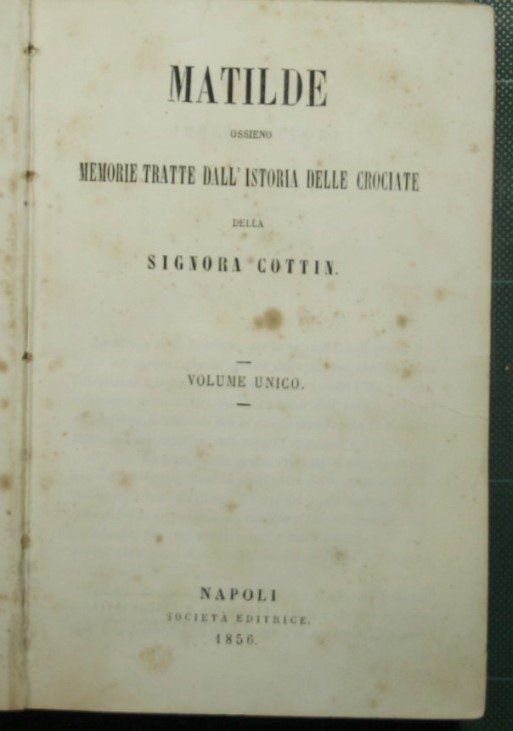 MATILDE
OSSIENO
MEMORIE TRATTE DALL' ISTORIA DELLE CROCIATE
DELLA
SIGNORA COTTIN.
VOLUME UNICO.
NAPOLI
SOCIETÀ EDITRICE.
1856.